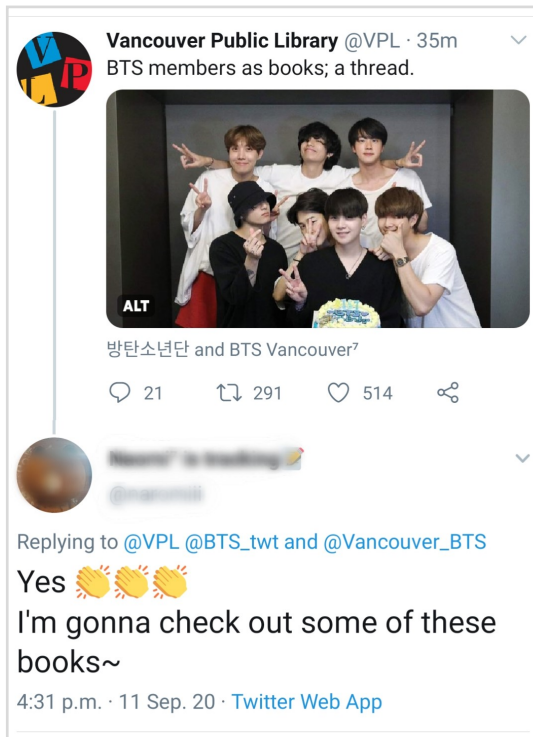 Vancouver Public Library @VPL · 35m
BTS members as books; a thread.
ALT
방탄소년단 and BTS Vancouver⁷
21 291 514
Replying to @VPL @BTS_twt and @Vancouver_BTS
Yes 👏👏👏
I'm gonna check out some of these
books~
4:31 p.m. · 11 Sep. 20 · Twitter Web App